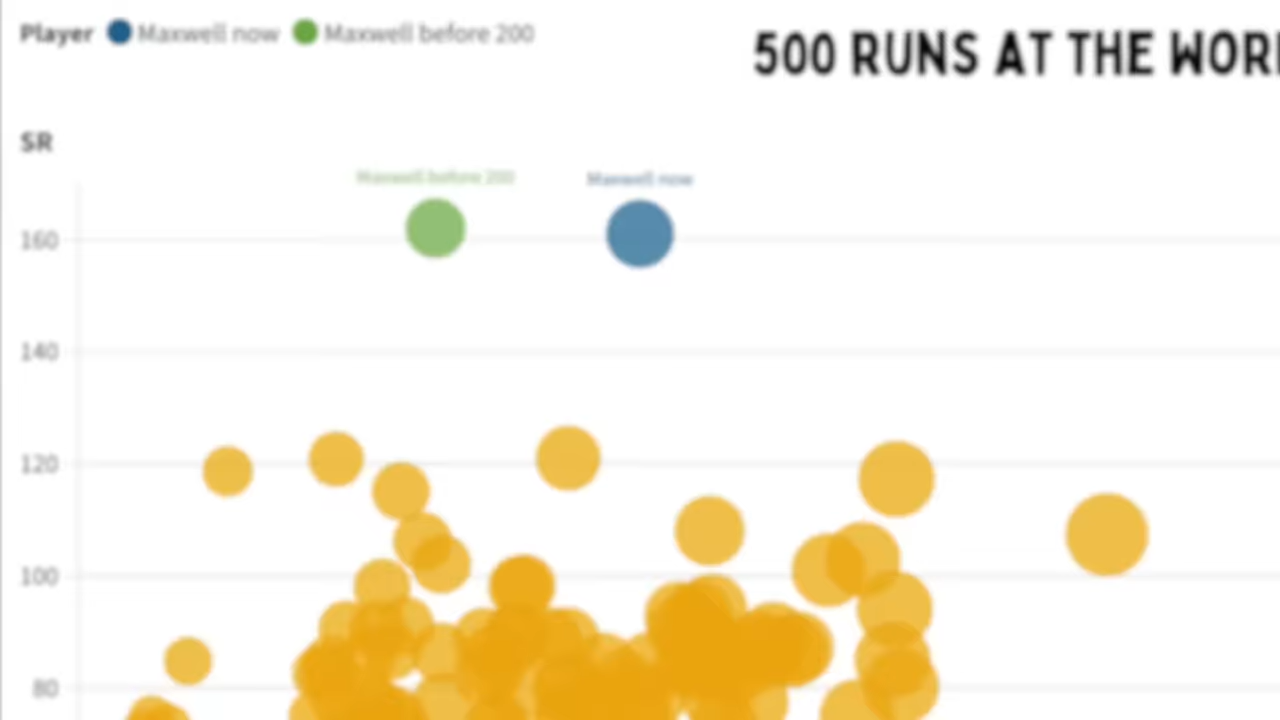 Player Maxwell now Maxwell before 200
500 RUNS AT THE WORL
SR
Maxwell before 200 Maxwell now
160
140
120
100
80